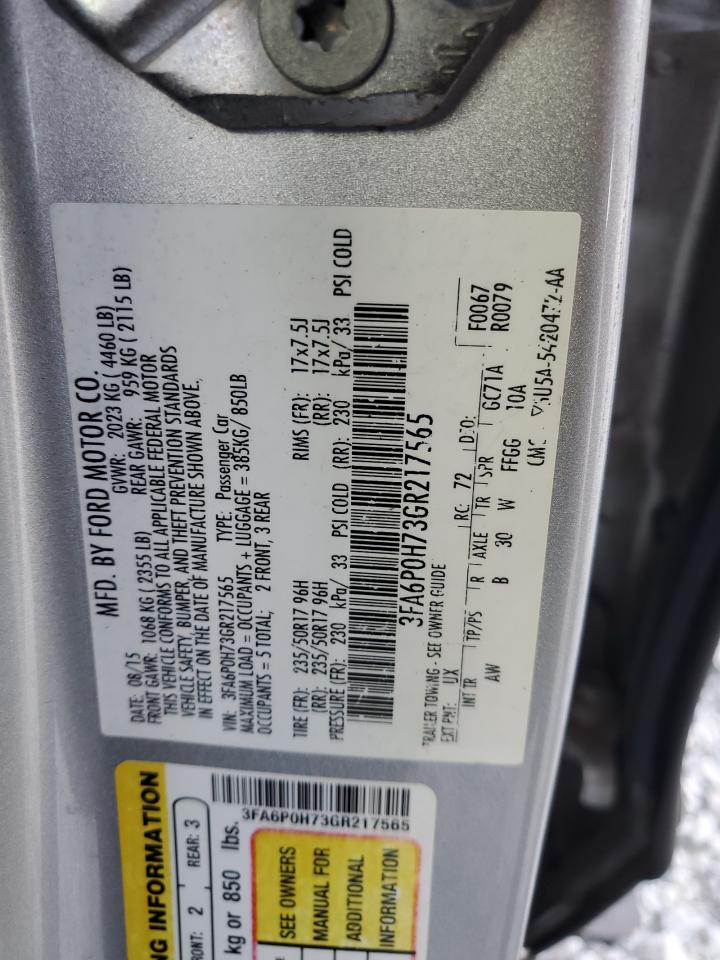 MFD. BY FORD MOTOR CO.
DATE: 08/15 GVWR: 2023 KG ( 4460 LB)
FRONT GAWR: 1068 KG ( 2355 LB) REAR GAWR: 959 KG ( 2115 LB)
THIS VEHICLE CONFORMS TO ALL APPLICABLE FEDERAL MOTOR
VEHICLE SAFETY, BUMPER, AND THEFT PREVENTION STANDARDS
IN EFFECT ON THE DATE OF MANUFACTURE SHOWN ABOVE.
VIN: 3FA6P0H73GR217565 TYPE: Passenger Car
MAXIMUM LOAD = OCCUPANTS + LUGGAGE = 385KG/ 850LB
OCCUPANTS = 5 TOTAL; 2 FRONT, 3 REAR
TIRE (FR): 235/50R17 96H RIMS (FR): 17x7.5J
(RR): 235/50R17 96H (RR): 17x7.5J
PRESSURE (FR): 230 kPa/ 33 PSI COLD (RR): 230 kPa/ 33 PSI COLD
3FA6P0H73GR217565
TRAILER TOWING - SEE OWNER GUIDE F0067
EXT PNT: UX RC: 72 DSO: R0079
INT TR TP/PS R AXLE TR SPR GC71A
AW B 30 W FFGG 10A
3FA6P0H73GR217565
NG INFORMATION
RONT: 2 REAR: 3
kg or 850 lbs.
SEE OWNERS
MANUAL FOR
ADDITIONAL
INFORMATION